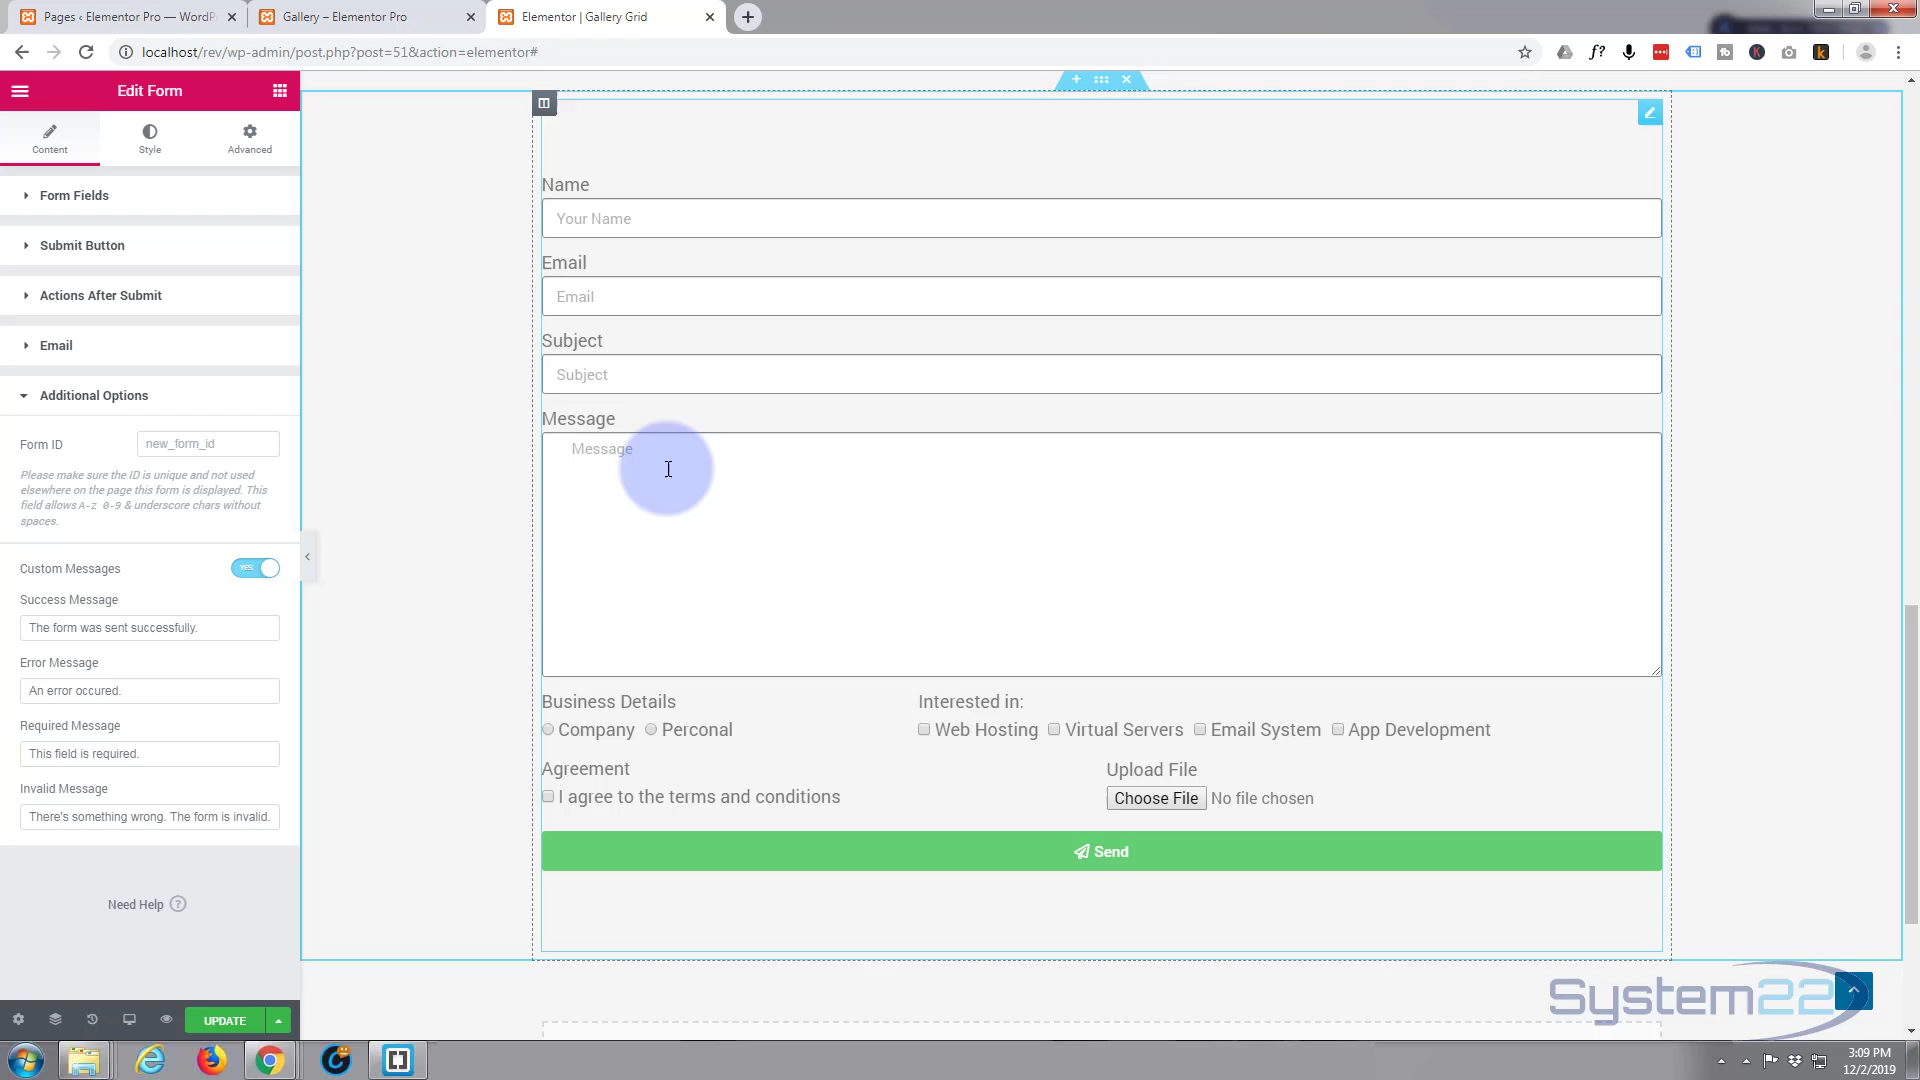 Pages ‹ Elementor Pro — WordP
Gallery – Elementor Pro
Elementor | Gallery Grid
localhost/rev/wp-admin/post.php?post=51&action=elementor#
Edit Form
Content
Style
Advanced
Form Fields
Submit Button
Actions After Submit
Email
Additional Options
Form ID
new_form_id
Please make sure the ID is unique and not used
elsewhere on the page this form is displayed. This
field allows A-z 0-9 & underscore chars without
spaces.
Custom Messages
YES
Success Message
The form was sent successfully.
Error Message
An error occured.
Required Message
This field is required.
Invalid Message
There's something wrong. The form is invalid.
Need Help ?
UPDATE
Name
Your Name
Email
Email
Subject
Subject
Message
Message
Business Details
Company Perconal
Interested in:
Web Hosting Virtual Servers Email System App Development
Agreement
I agree to the terms and conditions
Upload File
Choose File No file chosen
Send
System22
3:09 PM
12/2/2019